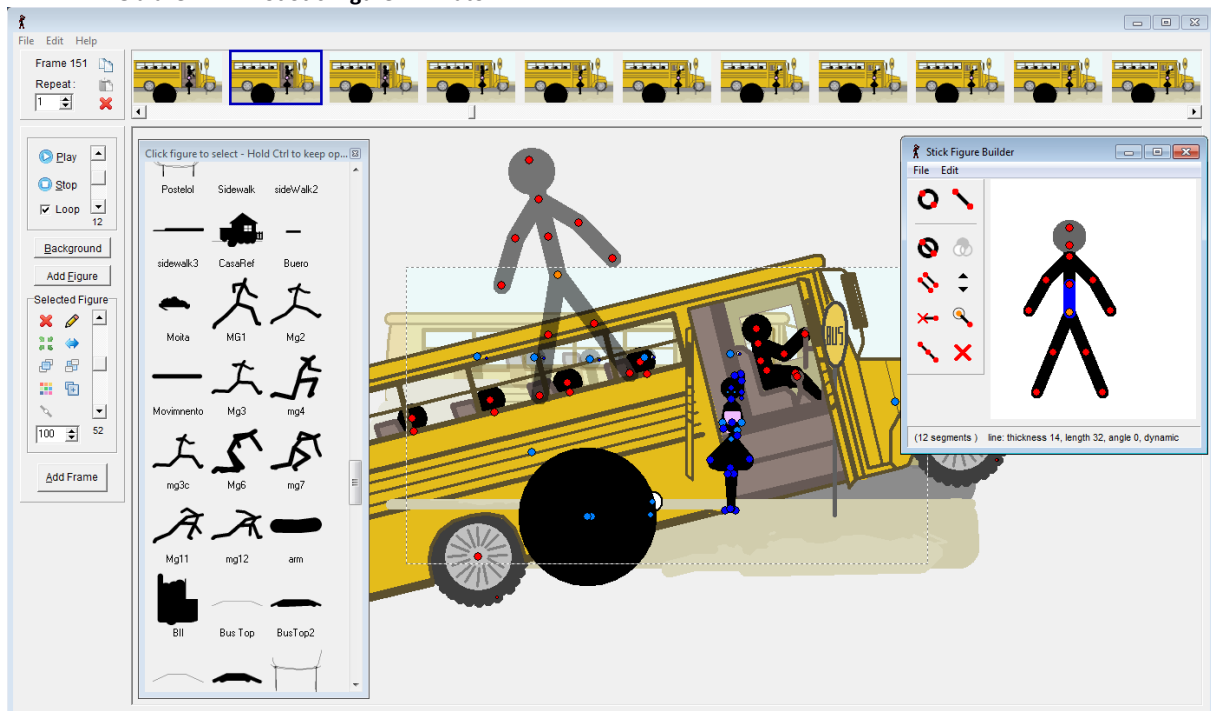 File Edit Help
Frame 151
Repeat:
1
Play
Stop
Loop
12
Background
Add Figure
Selected Figure
100
52
Add Frame
Click figure to select - Hold Ctrl to keep op...
Postelol Sidewalk sideWalk2
sidewalk3 CasaRef Buero
Moita MG1 Mg2
Movimnento Mg3 mg4
mg3c Mg6 mg7
Mg11 mg12 arm
Bll Bus Top BusTop2
BUS
Stick Figure Builder
File Edit
(12 segments ) line: thickness 14, length 32, angle 0, dynamic